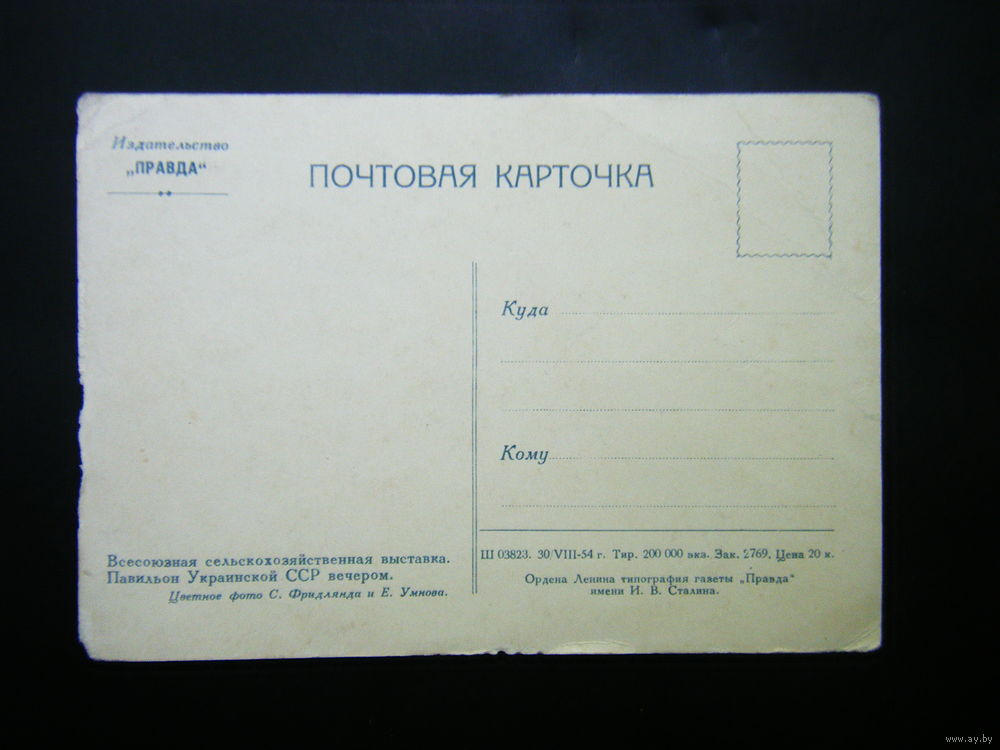 Издательство
„ПРАВДА“
ПОЧТОВАЯ КАРТОЧКА
Куда
Кому
Всесоюзная сельскохозяйственная выставка.
Павильон Украинской ССР вечером.
Цветное фото С. Фридлянда и Е. Умнова.
Ш 03823. 30/VIII-54 г. Тир. 200 000 экз. Зак. 2769. Цена 20 к.
Ордена Ленина типография газеты „Правда“
имени И. В. Сталина.
www.ay.by